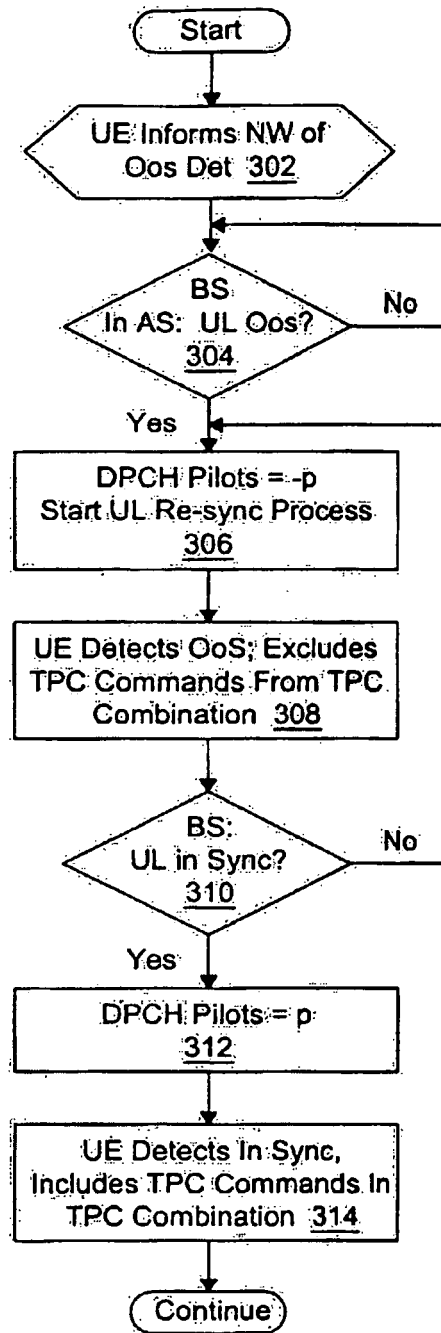 Start
UE Informs NW of
Oos Det 302
BS
In AS: UL Oos?
304
No
Yes
DPCH Pilots = -p
Start UL Re-sync Process
306
UE Detects OoS; Excludes
TPC Commands From TPC
Combination 308
BS:
UL in Sync?
310
No
Yes
DPCH Pilots = p
312
UE Detects In Sync,
Includes TPC Commands In
TPC Combination 314
Continue